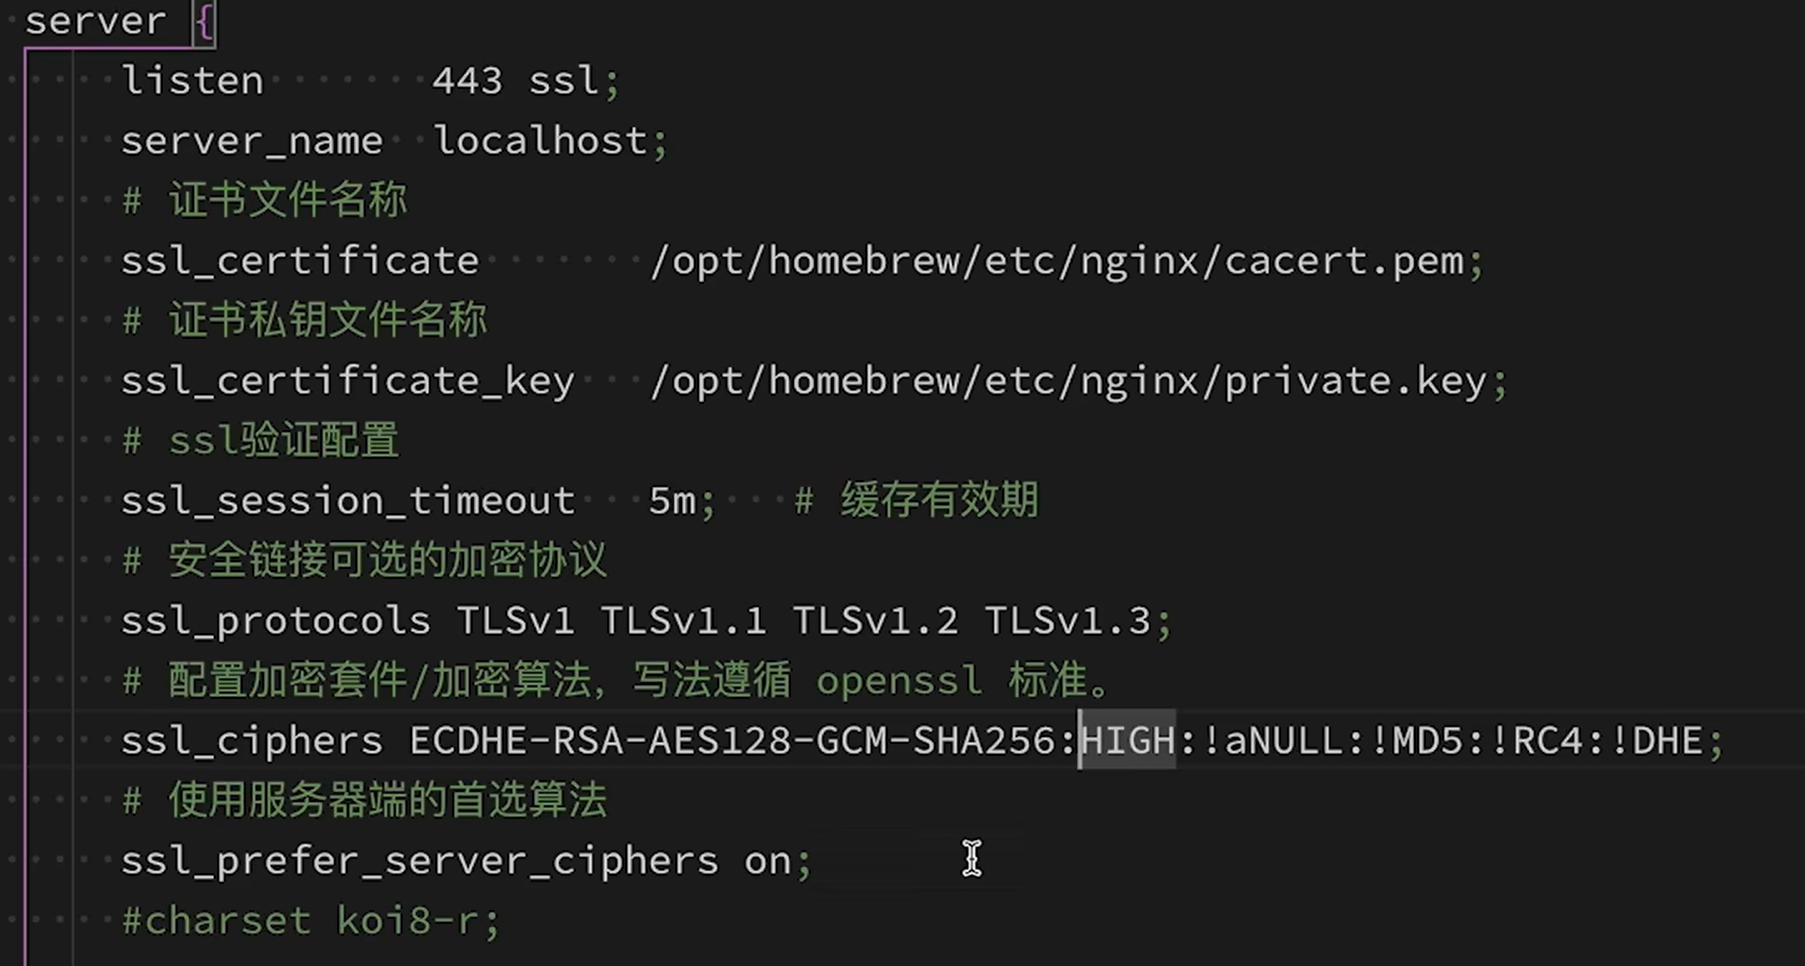 server {
listen 443 ssl;
server_name localhost;
# 证书文件名称
ssl_certificate /opt/homebrew/etc/nginx/cacert.pem;
# 证书私钥文件名称
ssl_certificate_key /opt/homebrew/etc/nginx/private.key;
# ssl验证配置
ssl_session_timeout 5m; # 缓存有效期
# 安全链接可选的加密协议
ssl_protocols TLSv1 TLSv1.1 TLSv1.2 TLSv1.3;
# 配置加密套件/加密算法，写法遵循 openssl 标准。
ssl_ciphers ECDHE-RSA-AES128-GCM-SHA256:HIGH:!aNULL:!MD5:!RC4:!DHE;
# 使用服务器端的首选算法
ssl_prefer_server_ciphers on;
#charset koi8-r;